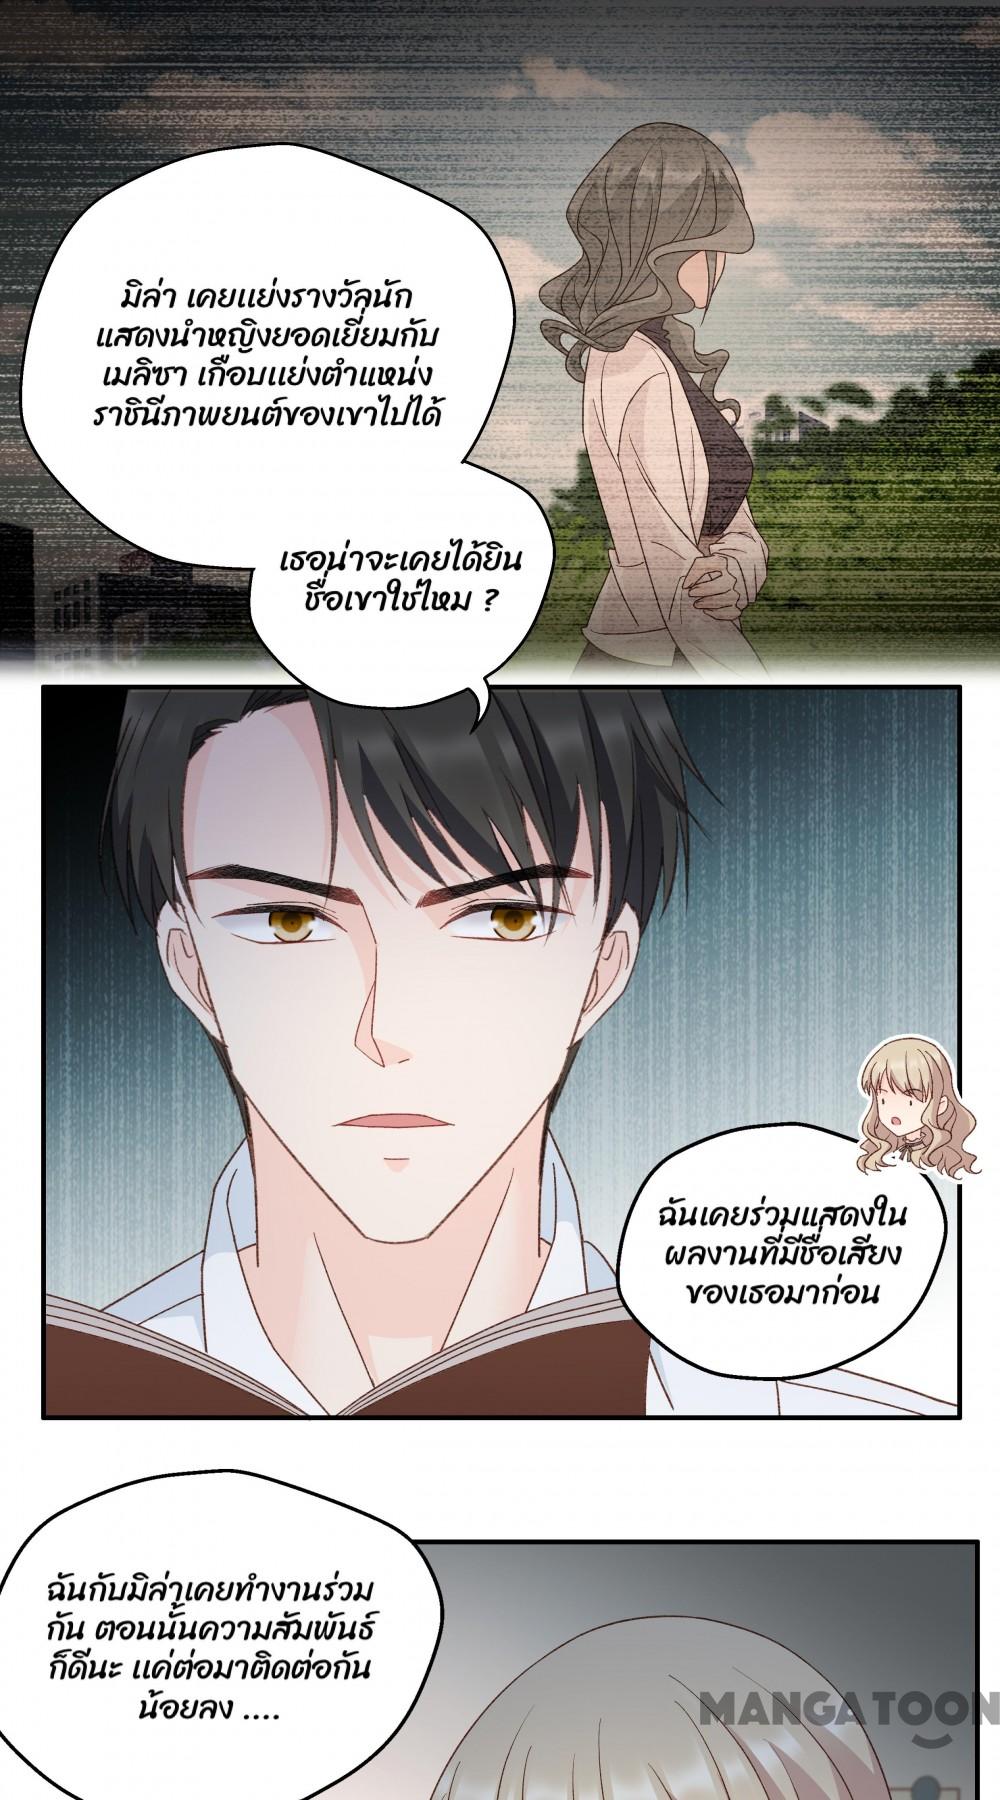 มิล่า เคยแย่งรางวัลนัก
แสดงนำหญิงยอดเยี่ยมกับ
เมลิซา เกือบแย่งตำแหน่ง
ราชินีภาพยนต์ของเขาไปได้
เธอน่าจะเคยได้ยิน
ชื่อเขาใช่ไหม ?
ฉันเคยร่วมแสดงใน
ผลงานที่มีชื่อเสียง
ของเธอมาก่อน
ฉันกับมิล่าเคยทำงานร่วม
กัน ตอนนั้นความสัมพันธ์
ก็ดีนะ แค่ต่อมาติดต่อกัน
น้อยลง ....
MANGATOON